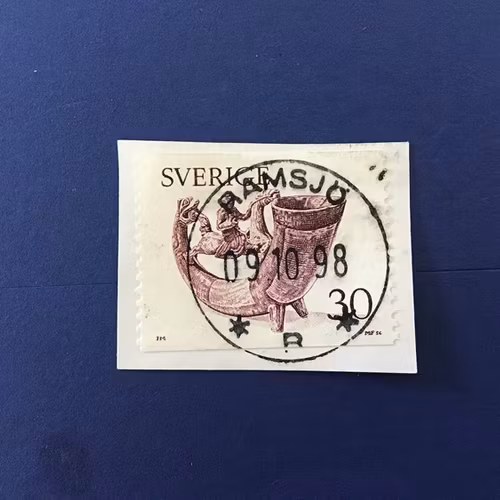 SVERIGE
RAMSJÖ
09 10 98
30
* B *